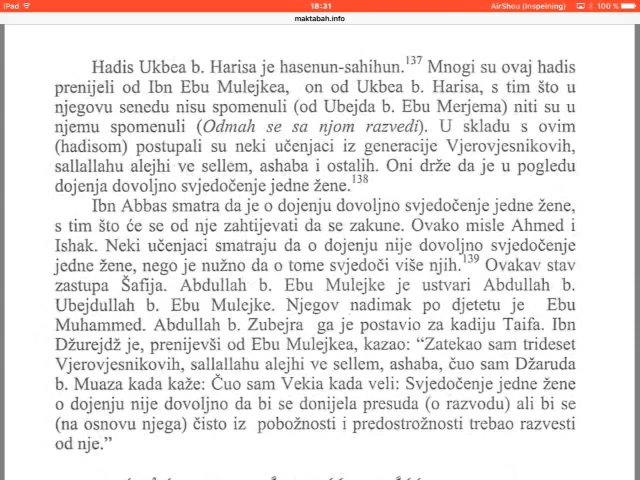 iPad 18:31 AirShou (Inspelning) 100 %
maktabah.info
Hadis Ukbea b. Harisa je hasenun-sahihun.137 Mnogi su ovaj hadis
prenijeli od Ibn Ebu Mulejkea, on od Ukbea b. Harisa, s tim što u
njegovu senedu nisu spomenuli (od Ubejda b. Ebu Merjema) niti su u
njemu spomenuli (Odmah se sa njom razvedi). U skladu s ovim
(hadisom) postupali su neki učenjaci iz generacije Vjerovjesnikovih,
sallallahu alejhi ve sellem, ashaba i ostalih. Oni drže da je u pogledu
dojenja dovoljno svjedočenje jedne žene.138
Ibn Abbas smatra da je o dojenju dovoljno svjedočenje jedne žene,
s tim što će se od nje zahtijevati da se zakune. Ovako misle Ahmed i
Ishak. Neki učenjaci smatraju da o dojenju nije dovoljno svjedočenje
jedne žene, nego je nužno da o tome svjedoči više njih.139 Ovakav stav
zastupa Šafija. Abdullah b. Ebu Mulejke je ustvari Abdullah b.
Ubejdullah b. Ebu Mulejke. Njegov nadimak po djetetu je Ebu
Muhammed. Abdullah b. Zubejra ga je postavio za kadiju Taifa. Ibn
Džurejdž je, prenijevši od Ebu Mulejkea, kazao: “Zatekao sam trideset
Vjerovjesnikovih, sallallahu alejhi ve sellem, ashaba, čuo sam Džaruda
b. Muaza kada kaže: Čuo sam Vekia kada veli: Svjedočenje jedne žene
o dojenju nije dovoljno da bi se donijela presuda (o razvodu) ali bi se
(na osnovu njega) čisto iz pobožnosti i predostrožnosti trebao razvesti
od nje.”